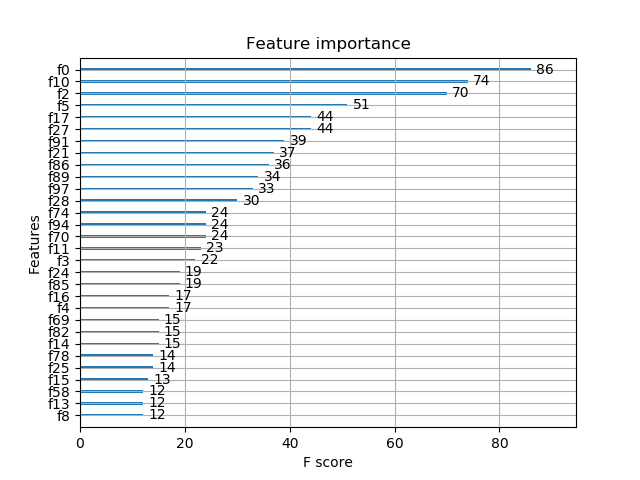 Feature importance
Features
f0 86
f10 74
f2 70
f5 51
f17 44
f27 44
f91 39
f21 37
f86 36
f89 34
f97 33
f28 30
f74 24
f94 24
f70 24
f11 23
f3 22
f24 19
f85 19
f16 17
f4 17
f69 15
f82 15
f14 15
f78 14
f25 14
f15 13
f58 12
f13 12
f8 12
0 20 40 60 80
F score